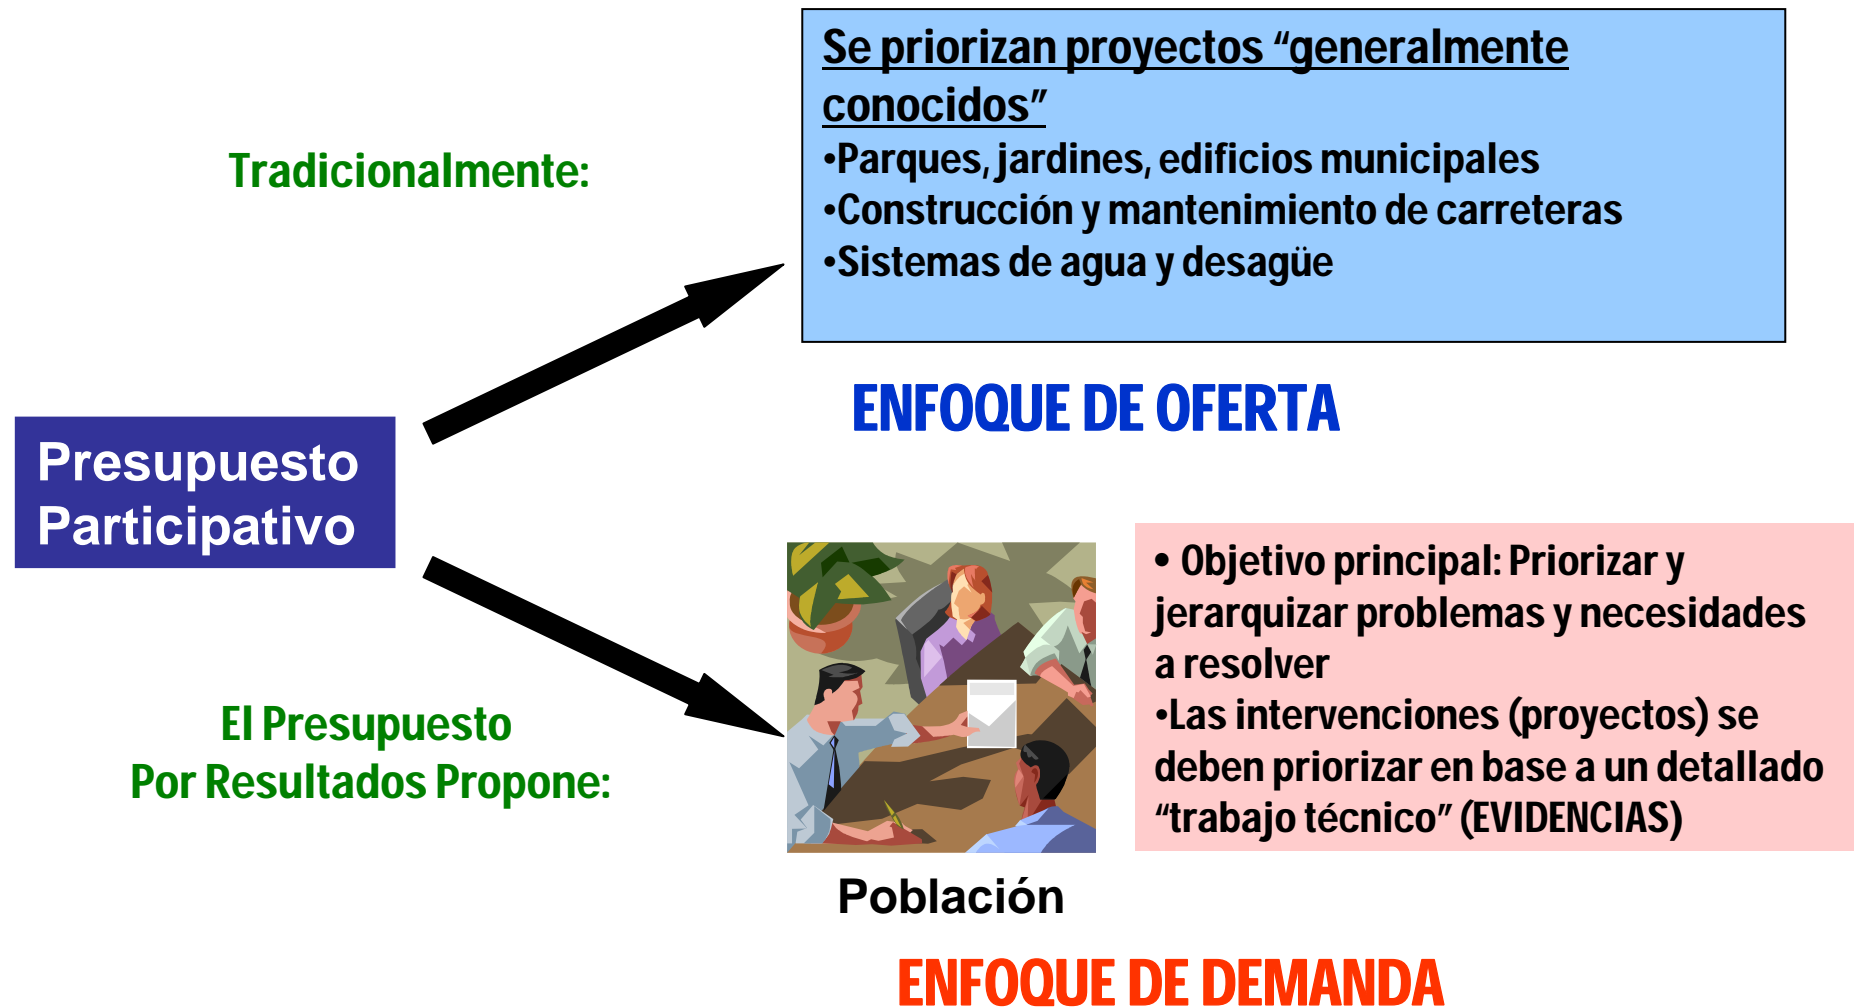 Se priorizan proyectos “generalmente
conocidos”
•Parques, jardines, edificios municipales
•Construcción y mantenimiento de carreteras
•Sistemas de agua y desagüe
Tradicionalmente:
ENFOQUE DE OFERTA
Presupuesto
Participativo
El Presupuesto
Por Resultados Propone:
• Objetivo principal: Priorizar y
jerarquizar problemas y necesidades
a resolver
•Las intervenciones (proyectos) se
deben priorizar en base a un detallado
“trabajo técnico” (EVIDENCIAS)
Población
ENFOQUE DE DEMANDA